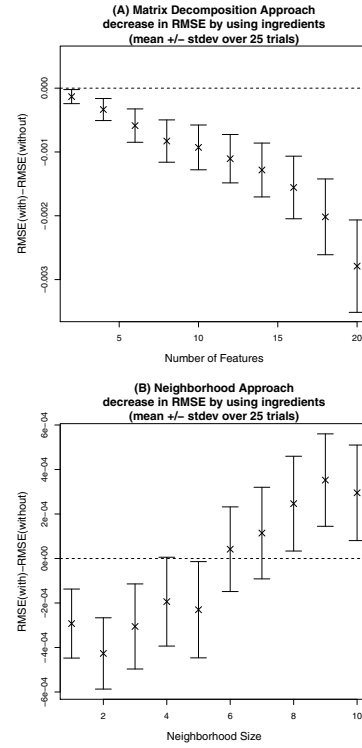 (A) Matrix Decomposition Approach
decrease in RMSE by using ingredients
(mean +/− stdev over 25 trials)
RMSE(with)−RMSE(without)
0.000
−0.001
−0.002
−0.003
5 10 15 20
Number of Features
(B) Neighborhood Approach
decrease in RMSE by using ingredients
(mean +/− stdev over 25 trials)
RMSE(with)−RMSE(without)
6e−04
4e−04
2e−04
0e+00
−2e−04
−4e−04
−6e−04
2 4 6 8 10
Neighborhood Size